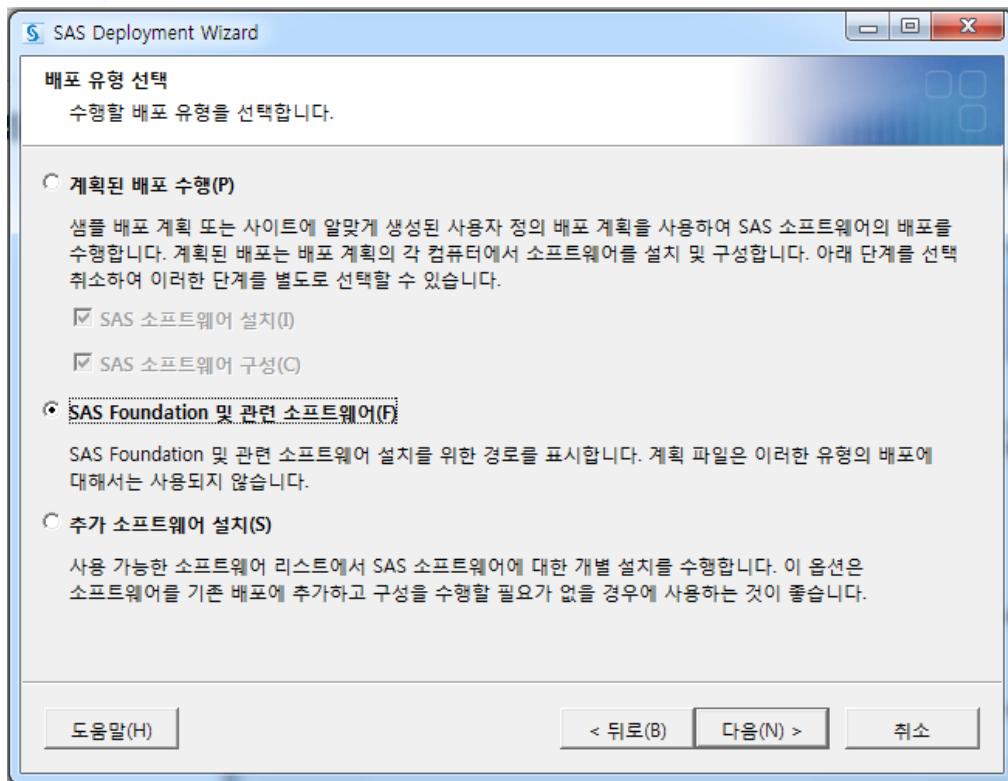 SAS Deployment Wizard
배포 유형 선택
수행할 배포 유형을 선택합니다.
계획된 배포 수행(P)
샘플 배포 계획 또는 사이트에 알맞게 생성된 사용자 정의 배포 계획을 사용하여 SAS 소프트웨어의 배포를
수행합니다. 계획된 배포는 배포 계획의 각 컴퓨터에서 소프트웨어를 설치 및 구성합니다. 아래 단계를 선택
취소하여 이러한 단계를 별도로 선택할 수 있습니다.
SAS 소프트웨어 설치(I)
SAS 소프트웨어 구성(C)
SAS Foundation 및 관련 소프트웨어(F)
SAS Foundation 및 관련 소프트웨어 설치를 위한 경로를 표시합니다. 계획 파일은 이러한 유형의 배포에
대해서는 사용되지 않습니다.
추가 소프트웨어 설치(S)
사용 가능한 소프트웨어 리스트에서 SAS 소프트웨어에 대한 개별 설치를 수행합니다. 이 옵션은
소프트웨어를 기존 배포에 추가하고 구성을 수행할 필요가 없을 경우에 사용하는 것이 좋습니다.
도움말(H) < 뒤로(B) 다음(N) > 취소